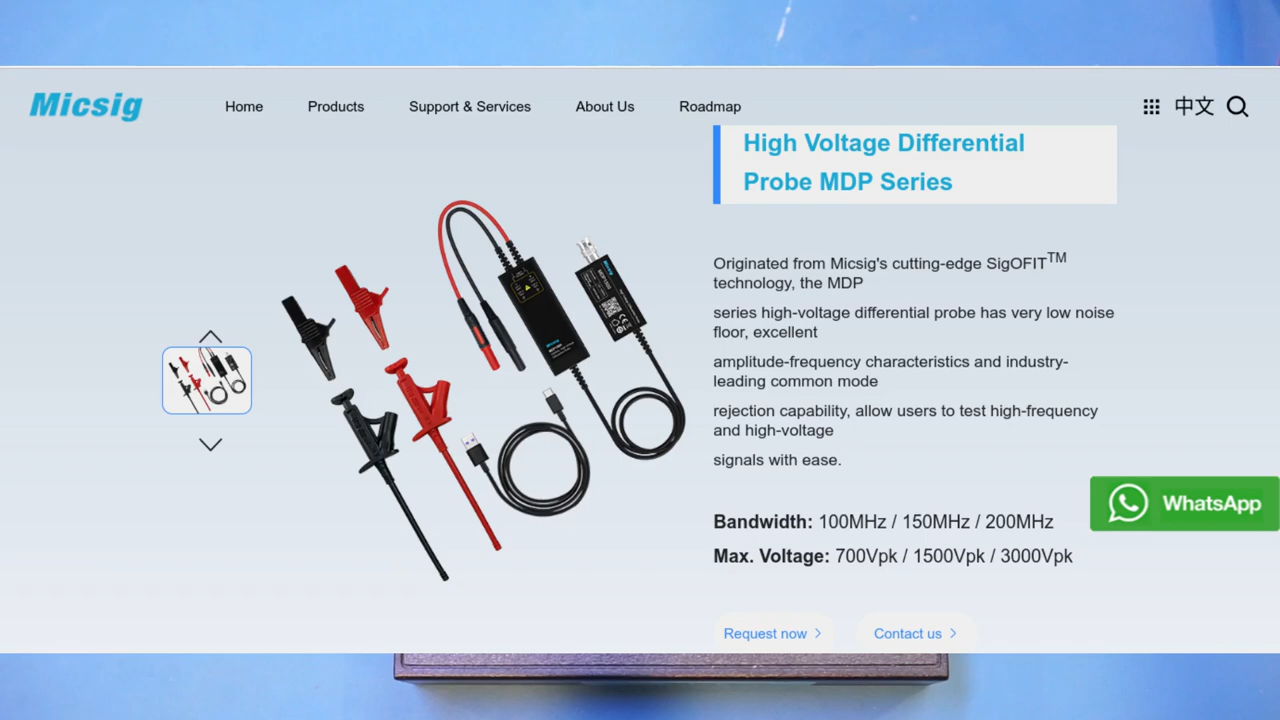 Micsig
Home
Products
Support & Services
About Us
Roadmap
中文
High Voltage Differential
Probe MDP Series
Originated from Micsig's cutting-edge SigOFIT™
technology, the MDP
series high-voltage differential probe has very low noise
floor, excellent
amplitude-frequency characteristics and industry-
leading common mode
rejection capability, allow users to test high-frequency
and high-voltage
signals with ease.
Bandwidth: 100MHz / 150MHz / 200MHz
Max. Voltage: 700Vpk / 1500Vpk / 3000Vpk
WhatsApp
Request now
Contact us